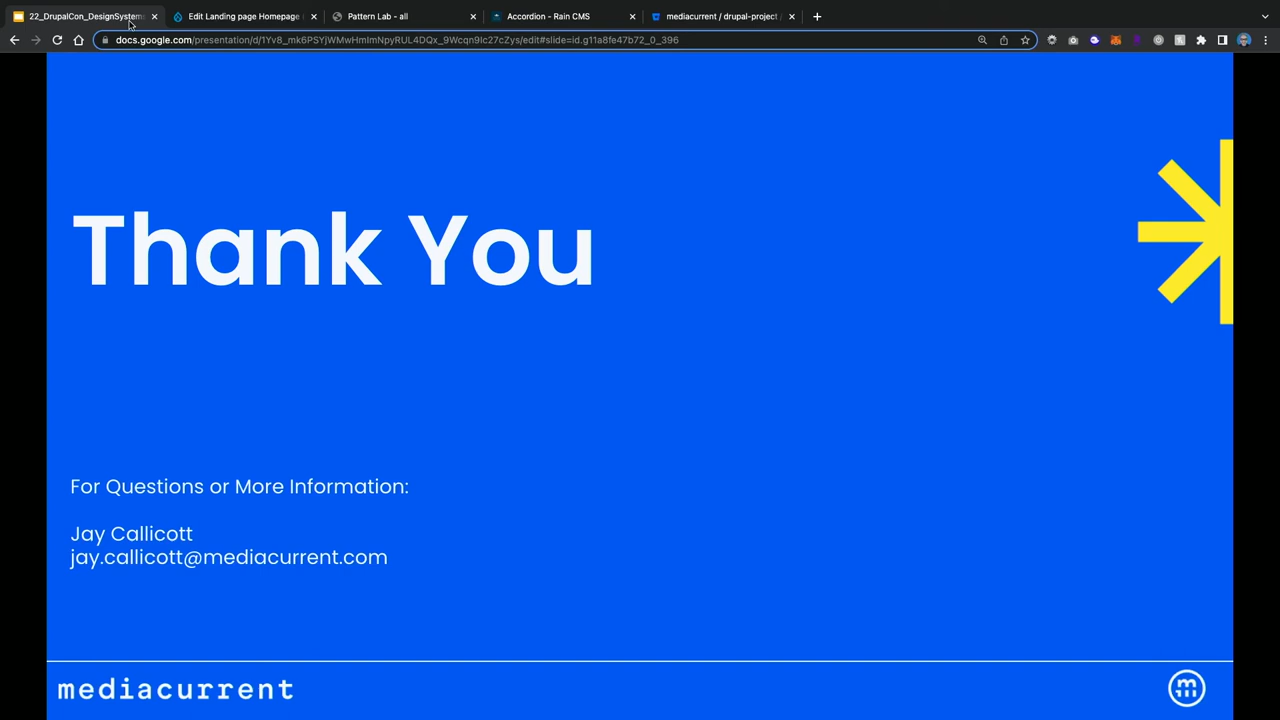 22_DrupalCon_DesignSystem
Edit Landing page Homepage
Pattern Lab - all
Accordion - Rain CMS
mediacurrent / drupal-project
docs.google.com/presentation/d/1Yv8_mk6PSYjWMwHmImNpyRUL4DQx_9Wcqn9Ic27cZys/edit#slide=id.g11a8fe47b72_0_396
Thank You
For Questions or More Information:
Jay Callicott
jay.callicott@mediacurrent.com
mediacurrent
m